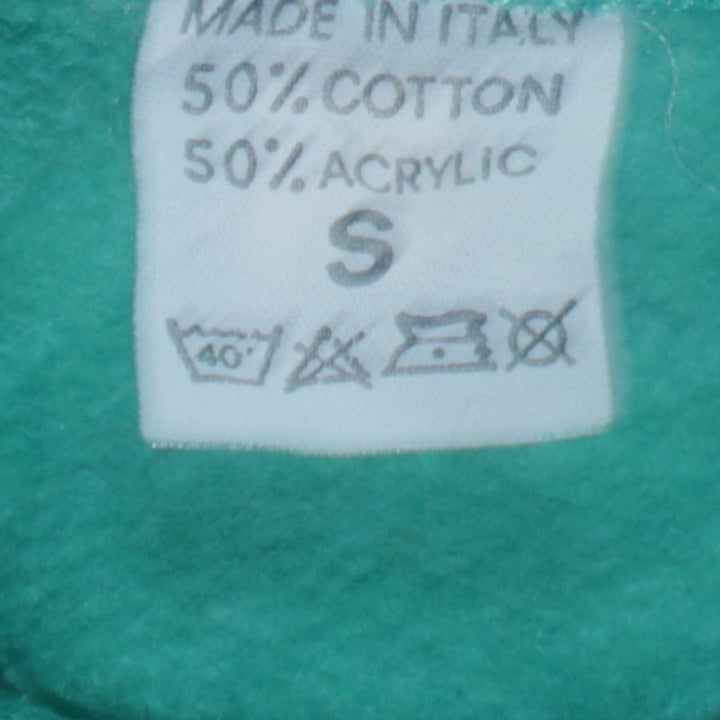 MADE IN ITALY
50% COTTON
50% ACRYLIC
S
40°